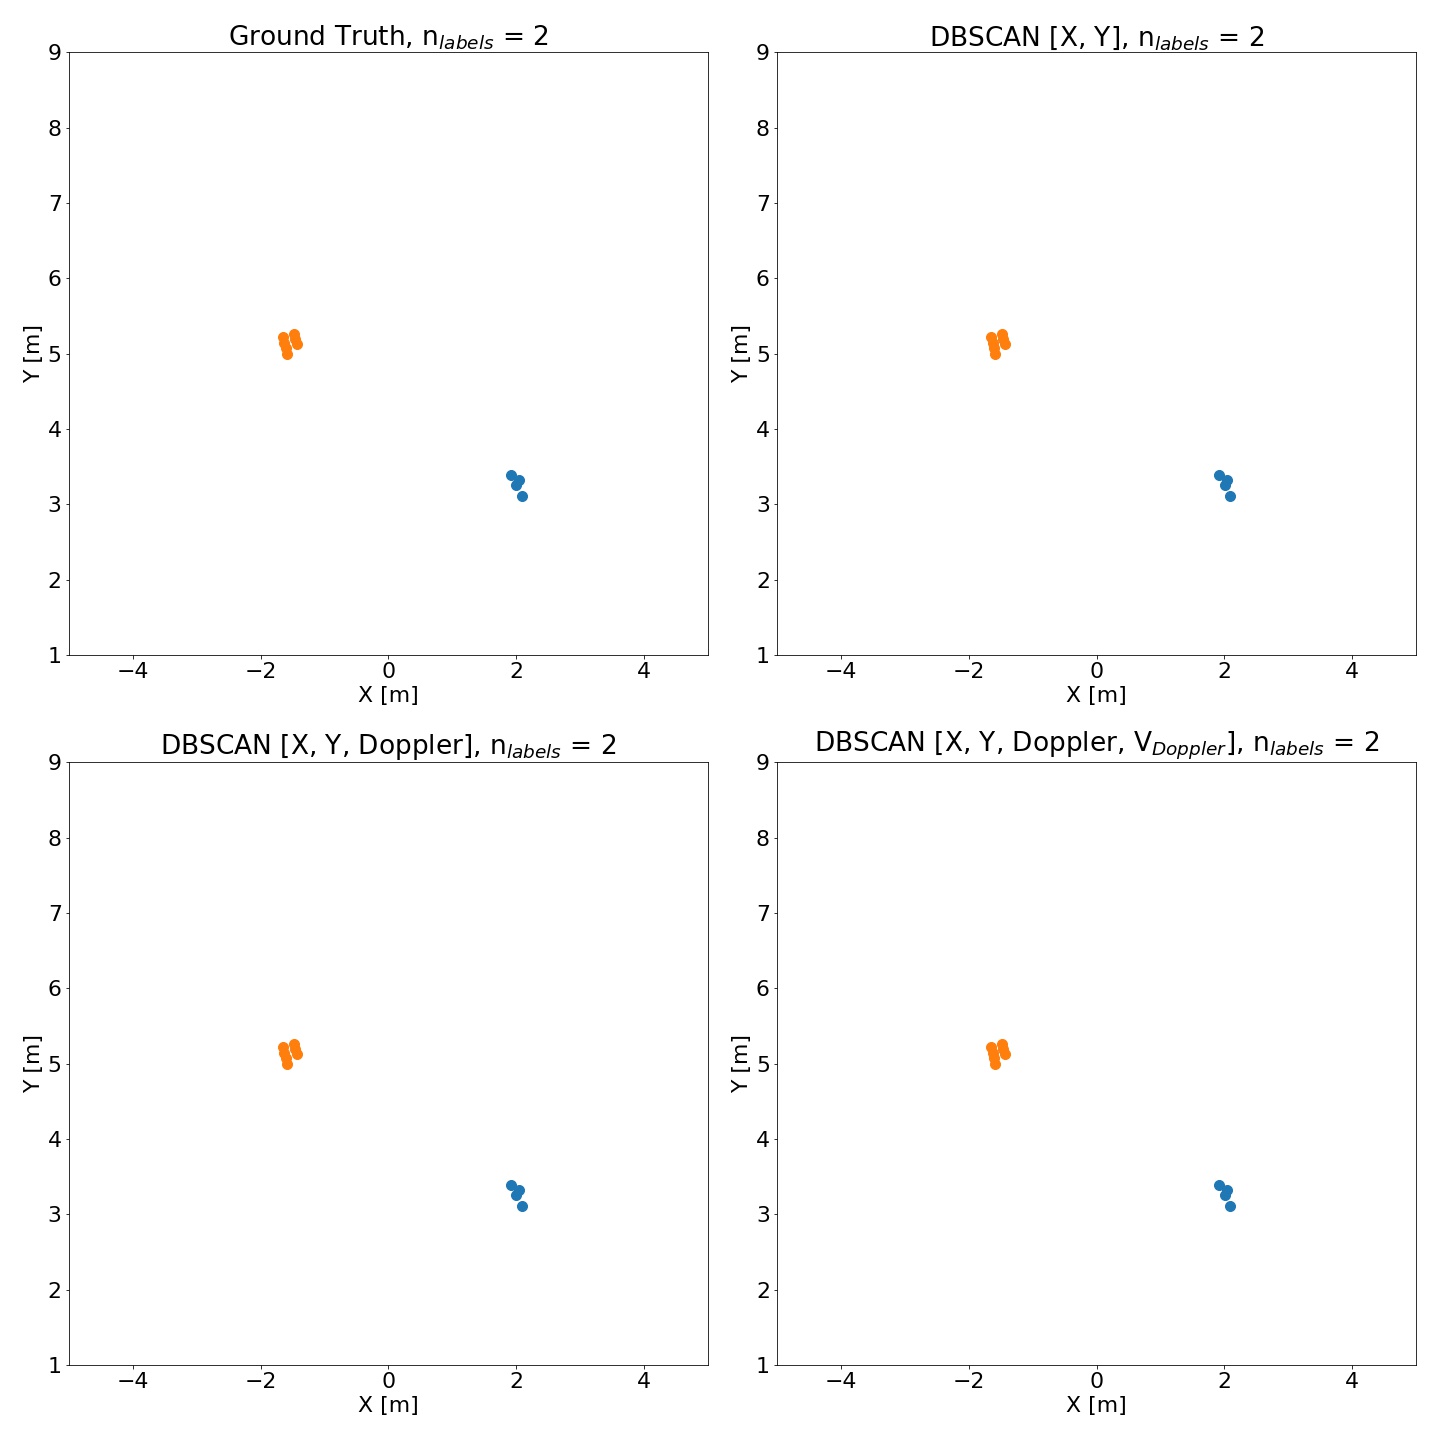 Ground Truth, n_labels = 2
9
8
7
6
5
4
3
2
1
Y [m]
−4 −2 0 2 4
X [m]
DBSCAN [X, Y], n_labels = 2
9
8
7
6
5
4
3
2
1
Y [m]
−4 −2 0 2 4
X [m]
DBSCAN [X, Y, Doppler], n_labels = 2
9
8
7
6
5
4
3
2
1
Y [m]
−4 −2 0 2 4
X [m]
DBSCAN [X, Y, Doppler, V_Doppler], n_labels = 2
9
8
7
6
5
4
3
2
1
Y [m]
−4 −2 0 2 4
X [m]